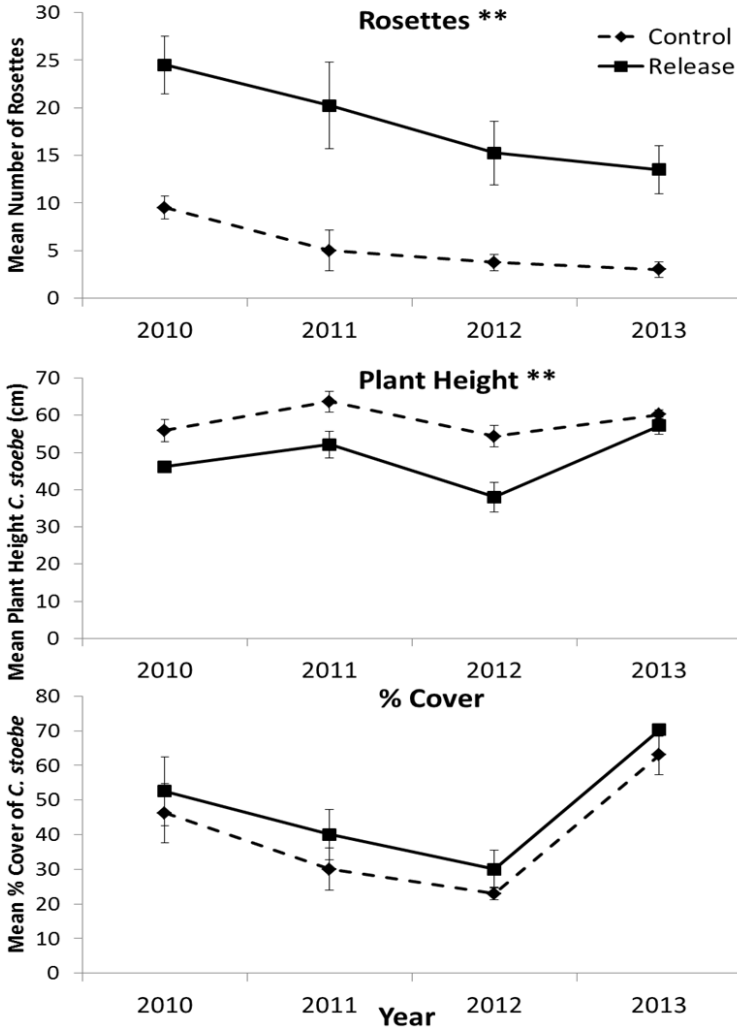 Rosettes **
Control
Release
Mean Number of Rosettes
30
25
20
15
10
5
0
2010 2011 2012 2013
Plant Height **
Mean Plant Height C. stoebe (cm)
70
60
50
40
30
20
10
0
2010 2011 2012 2013
% Cover
Mean % Cover of C. stoebe
80
70
60
50
40
30
20
10
0
2010 2011 2012 2013
Year